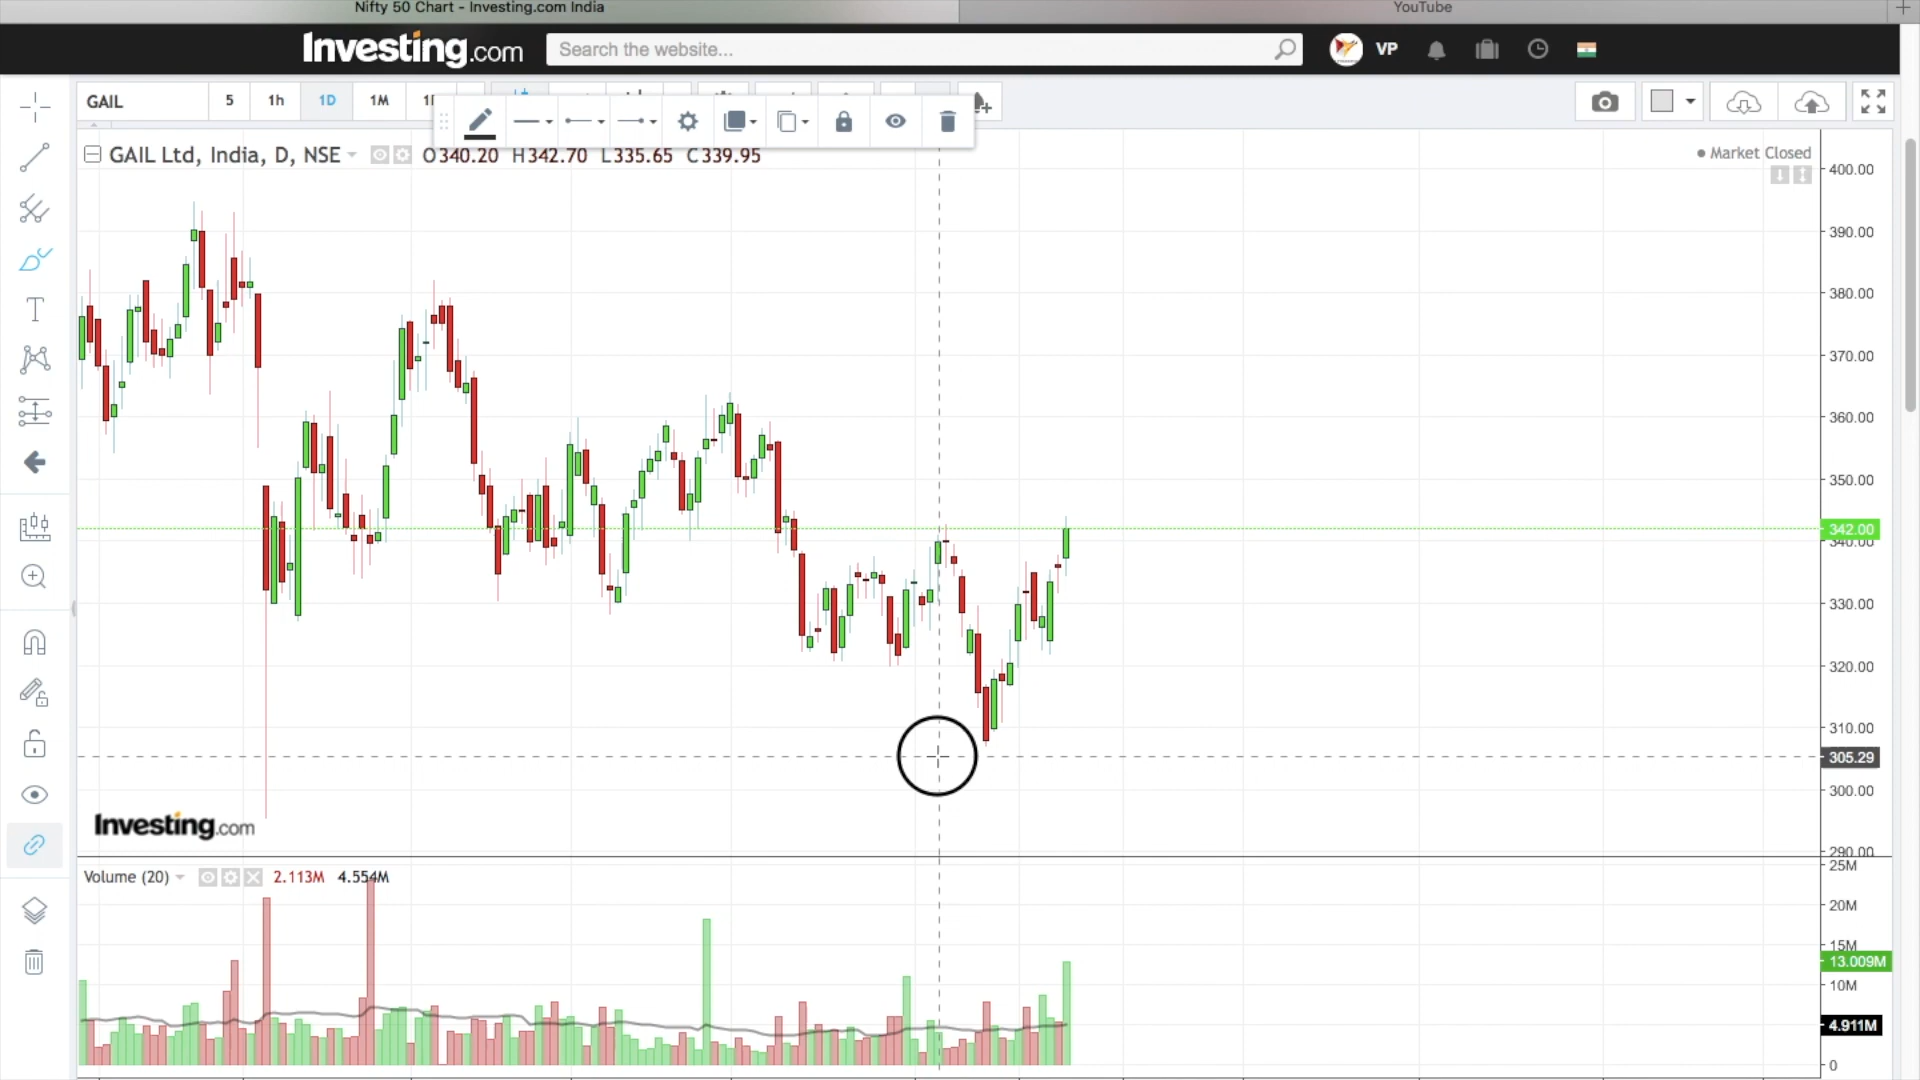 Nifty 50 Chart - Investing.com India
YouTube
Investing.com
Search the website...
VP
GAIL
5
1h
1D
1M
GAIL Ltd, India, D, NSE
O340.20 H342.70 L335.65 C339.95
Market Closed
400.00
390.00
380.00
370.00
360.00
350.00
342.00
340.00
330.00
320.00
310.00
305.29
300.00
290.00
Investing.com
Volume (20)
2.113M 4.554M
25M
20M
15M
13.009M
10M
4.911M
0